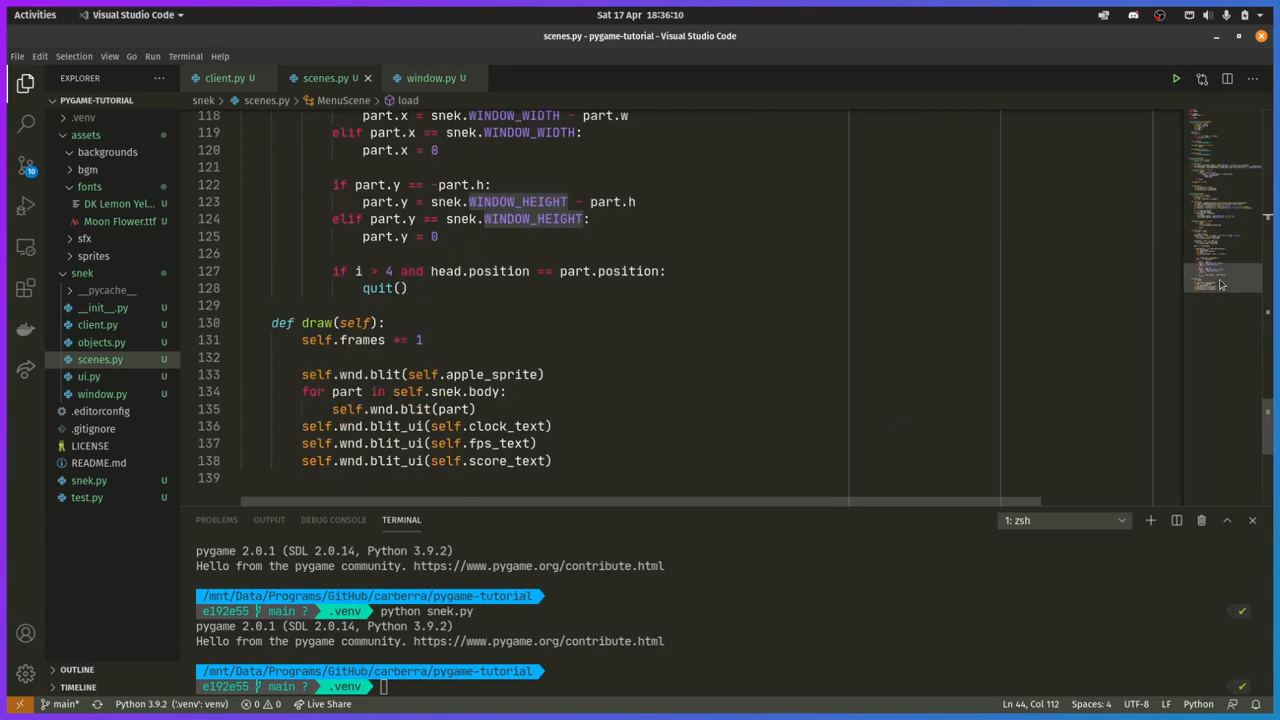 Activities
Visual Studio Code
Sat 17 Apr 18:36:10
scenes.py - pygame-tutorial - Visual Studio Code
File Edit Selection View Go Run Terminal Help
EXPLORER
client.py U
scenes.py U
window.py U
PYGAME-TUTORIAL
snek > scenes.py > MenuScene > load
.venv
assets
backgrounds
bgm
fonts
DK Lemon Yel... U
Moon Flower.ttf U
sfx
sprites
snek
__pycache__
__init__.py U
client.py U
objects.py U
scenes.py U
ui.py U
window.py U
.editorconfig
.gitignore
LICENSE
README.md
snek.py U
test.py U
OUTLINE
TIMELINE
10
118 part.x = snek.WINDOW_WIDTH - part.w
119 elif part.x == snek.WINDOW_WIDTH:
120 part.x = 0
121
122 if part.y == -part.h:
123 part.y = snek.WINDOW_HEIGHT - part.h
124 elif part.y == snek.WINDOW_HEIGHT:
125 part.y = 0
126
127 if i > 4 and head.position == part.position:
128 quit()
129
130 def draw(self):
131 self.frames += 1
132
133 self.wnd.blit(self.apple_sprite)
134 for part in self.snek.body:
135 self.wnd.blit(part)
136 self.wnd.blit_ui(self.clock_text)
137 self.wnd.blit_ui(self.fps_text)
138 self.wnd.blit_ui(self.score_text)
139
PROBLEMS OUTPUT DEBUG CONSOLE TERMINAL
1: zsh
pygame 2.0.1 (SDL 2.0.14, Python 3.9.2)
Hello from the pygame community. https://www.pygame.org/contribute.html
/mnt/Data/Programs/GitHub/carberra/pygame-tutorial
e192e55 main ? .venv python snek.py
pygame 2.0.1 (SDL 2.0.14, Python 3.9.2)
Hello from the pygame community. https://www.pygame.org/contribute.html
/mnt/Data/Programs/GitHub/carberra/pygame-tutorial
e192e55 main ? .venv
main* Python 3.9.2 ('.venv': venv) 0 0 Live Share
Ln 44, Col 112 Spaces: 4 UTF-8 LF Python